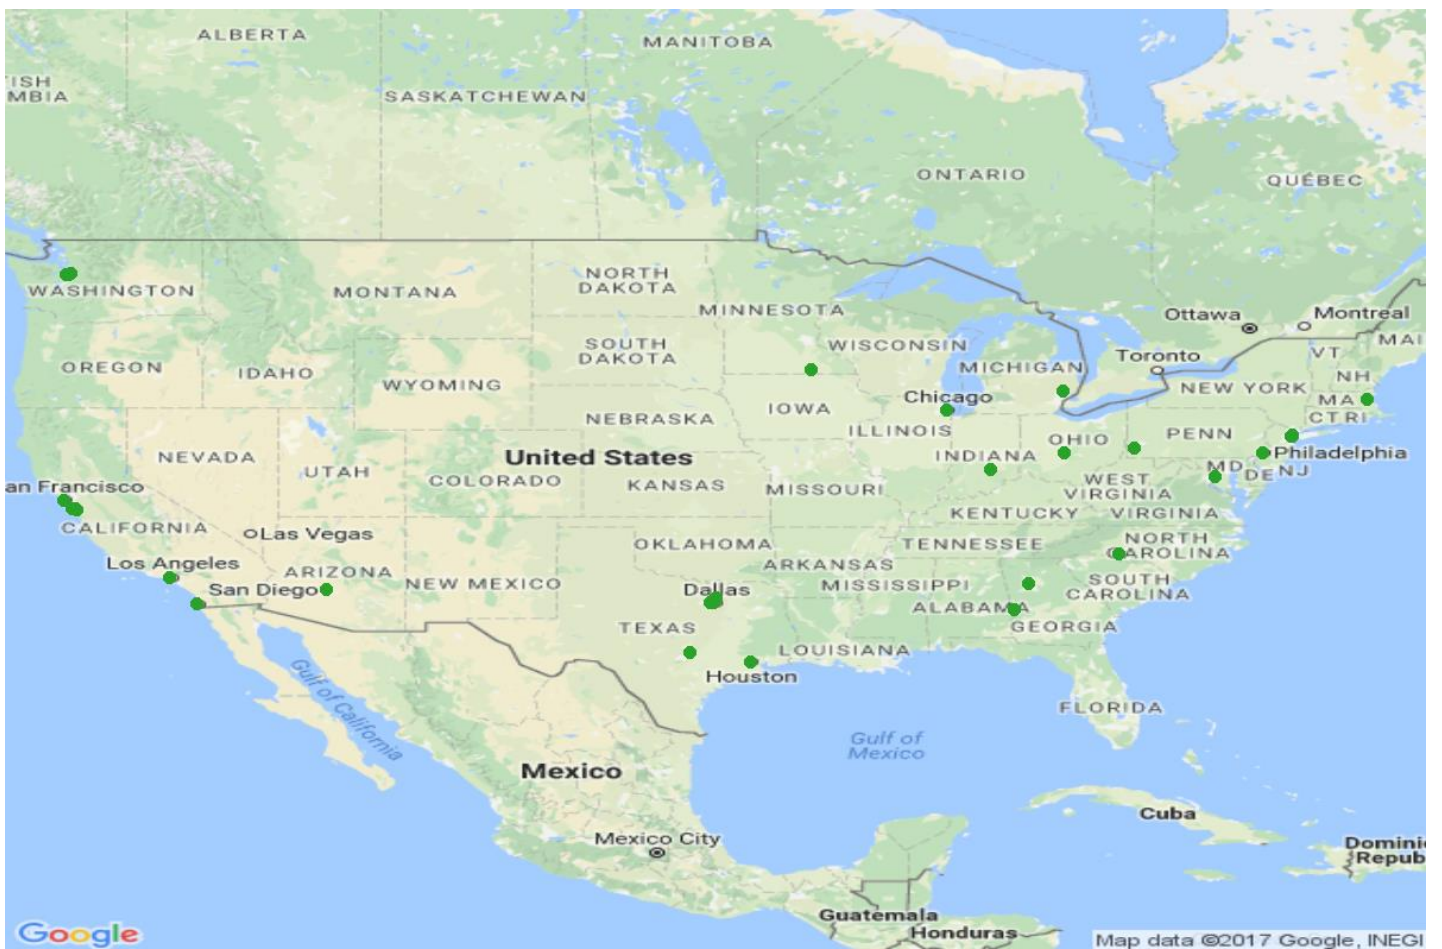 ALBERTA
MANITOBA
TISH
MBIA
SASKATCHEWAN
ONTARIO
QUÉBEC
NORTH
DAKOTA
WASHINGTON
MONTANA
MINNESOTA
Ottawa
Montreal
SOUTH
DAKOTA
WISCONSIN
MAI
VT
Toronto
OREGON
IDAHO
MICHIGAN
NH
WYOMING
NEW YORK
Chicago
MA
IOWA
CT RI
NEBRASKA
ILLINOIS
OHIO
PENN
NEVADA
United States
INDIANA
Philadelphia
UTAH
MD
DE
NJ
COLORADO
KANSAS
MISSOURI
WEST
VIRGINIA
an Francisco
KENTUCKY
VIRGINIA
CALIFORNIA
Las Vegas
OKLAHOMA
TENNESSEE
NORTH
CAROLINA
Los Angeles
ARIZONA
NEW MEXICO
ARKANSAS
MISSISSIPPI
SOUTH
CAROLINA
San Diego
Dallas
ALABAMA
TEXAS
GEORGIA
LOUISIANA
Houston
Gulf of California
FLORIDA
Gulf of
Mexico
Mexico
Cuba
Mexico City
Dominic
Repub
Guatemala
Honduras
Google
Map data ©2017 Google, INEGI